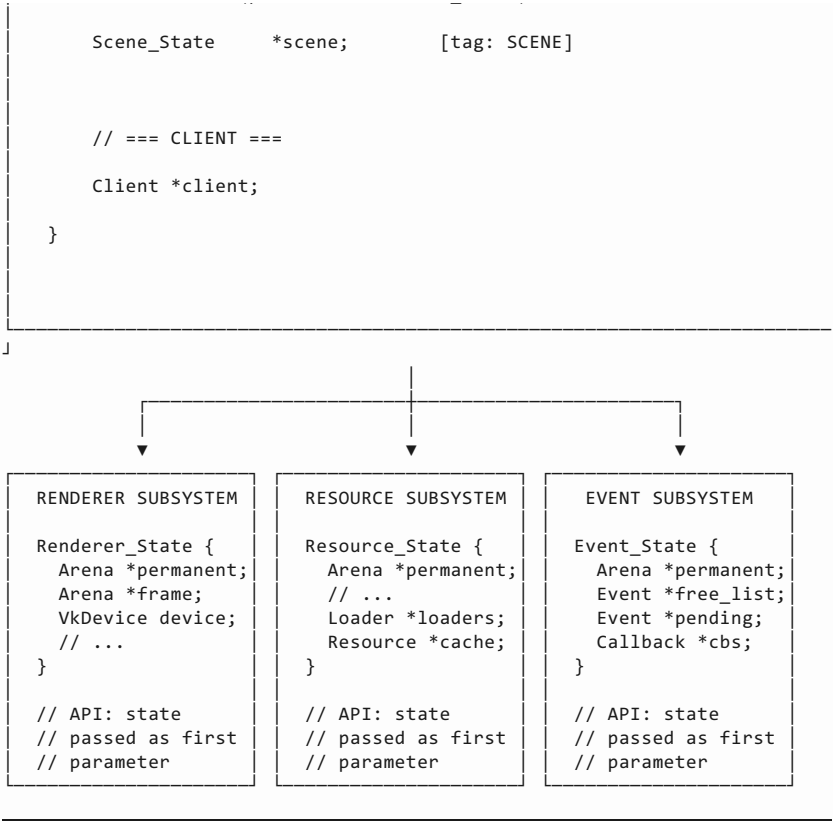 Scene_State *scene; [tag: SCENE]
// === CLIENT ===
Client *client;
}
RENDERER SUBSYSTEM
Renderer_State {
Arena *permanent;
Arena *frame;
VkDevice device;
// ...
}
// API: state
// passed as first
// parameter
RESOURCE SUBSYSTEM
Resource_State {
Arena *permanent;
// ...
Loader *loaders;
Resource *cache;
}
// API: state
// passed as first
// parameter
EVENT SUBSYSTEM
Event_State {
Arena *permanent;
Event *free_list;
Event *pending;
Callback *cbs;
}
// API: state
// passed as first
// parameter